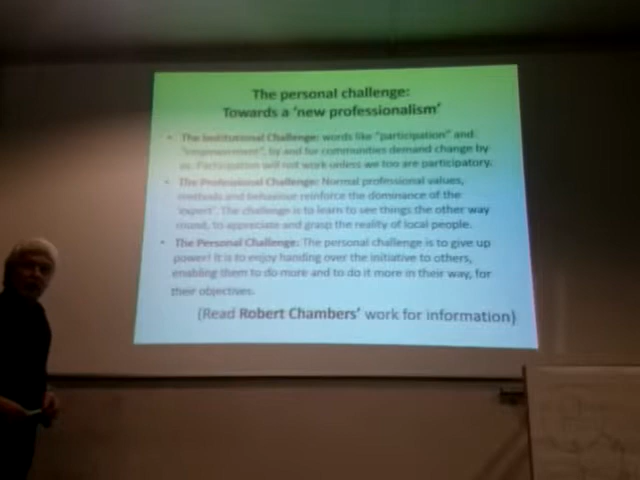 The personal challenge:
Towards a 'new professionalism'
• The Institutional Challenge: words like "participation" and
"empowerment", by and for communities demand change by
us. Participation will not work unless we too are participatory.
• The Professional Challenge: Normal professional values,
methods and behaviour reinforce the dominance of the
'expert'. The challenge is to learn to see things the other way
round, to appreciate and grasp the reality of local people.
• The Personal Challenge: The personal challenge is to give up
power! It is to enjoy handing over the initiative to others,
enabling them to do more and to do it more in their way, for
their objectives.
(Read Robert Chambers' work for information)